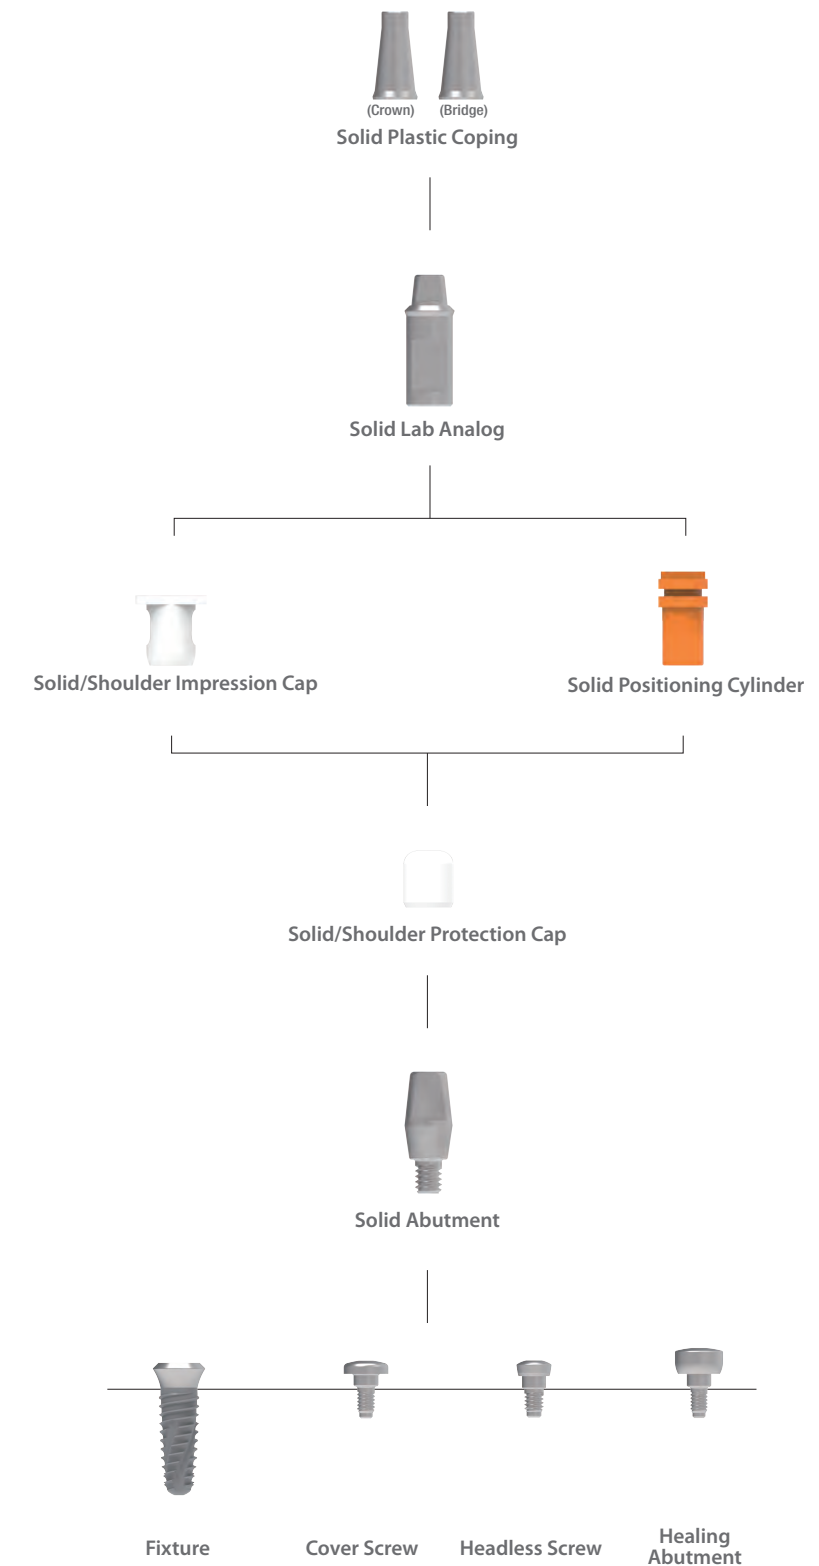 (Crown) (Bridge)
Solid Plastic Coping
Solid Lab Analog
Solid/Shoulder Impression Cap
Solid Positioning Cylinder
Solid/Shoulder Protection Cap
Solid Abutment
Fixture
Cover Screw
Headless Screw
Healing
Abutment